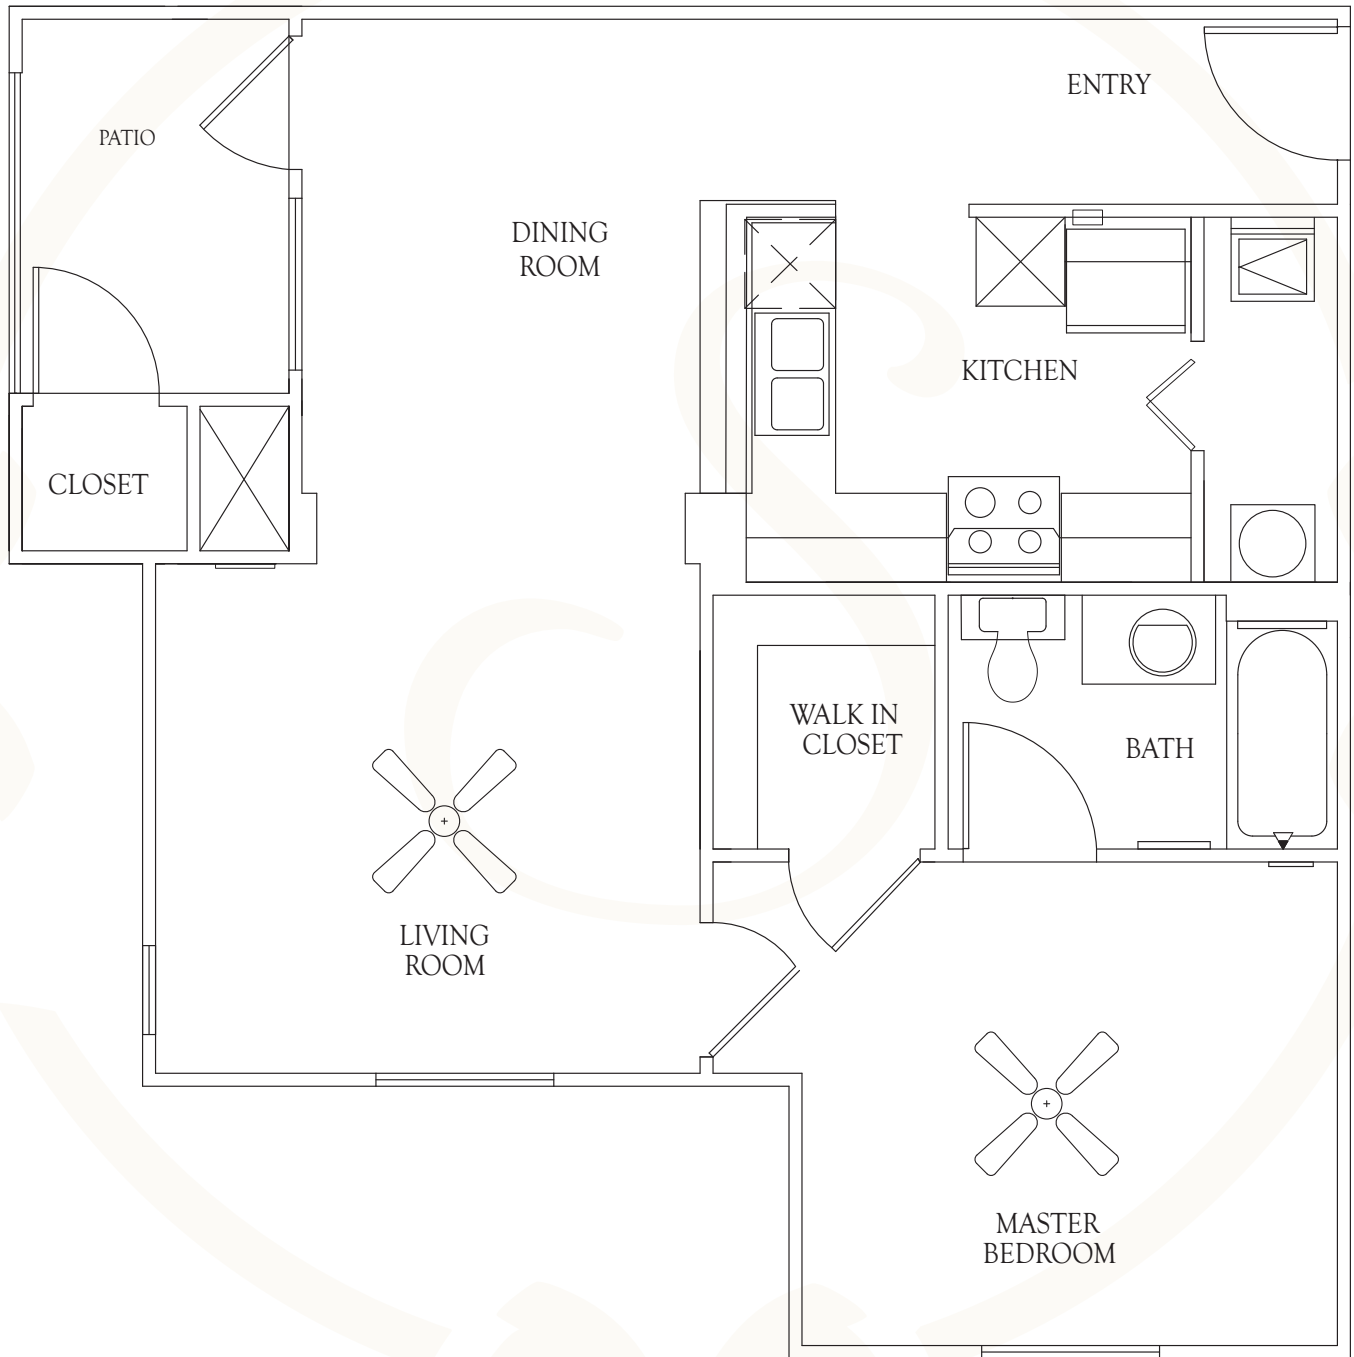 ENTRY
PATIO
DINING
ROOM
KITCHEN
CLOSET
WALK IN
CLOSET
BATH
LIVING
ROOM
MASTER
BEDROOM